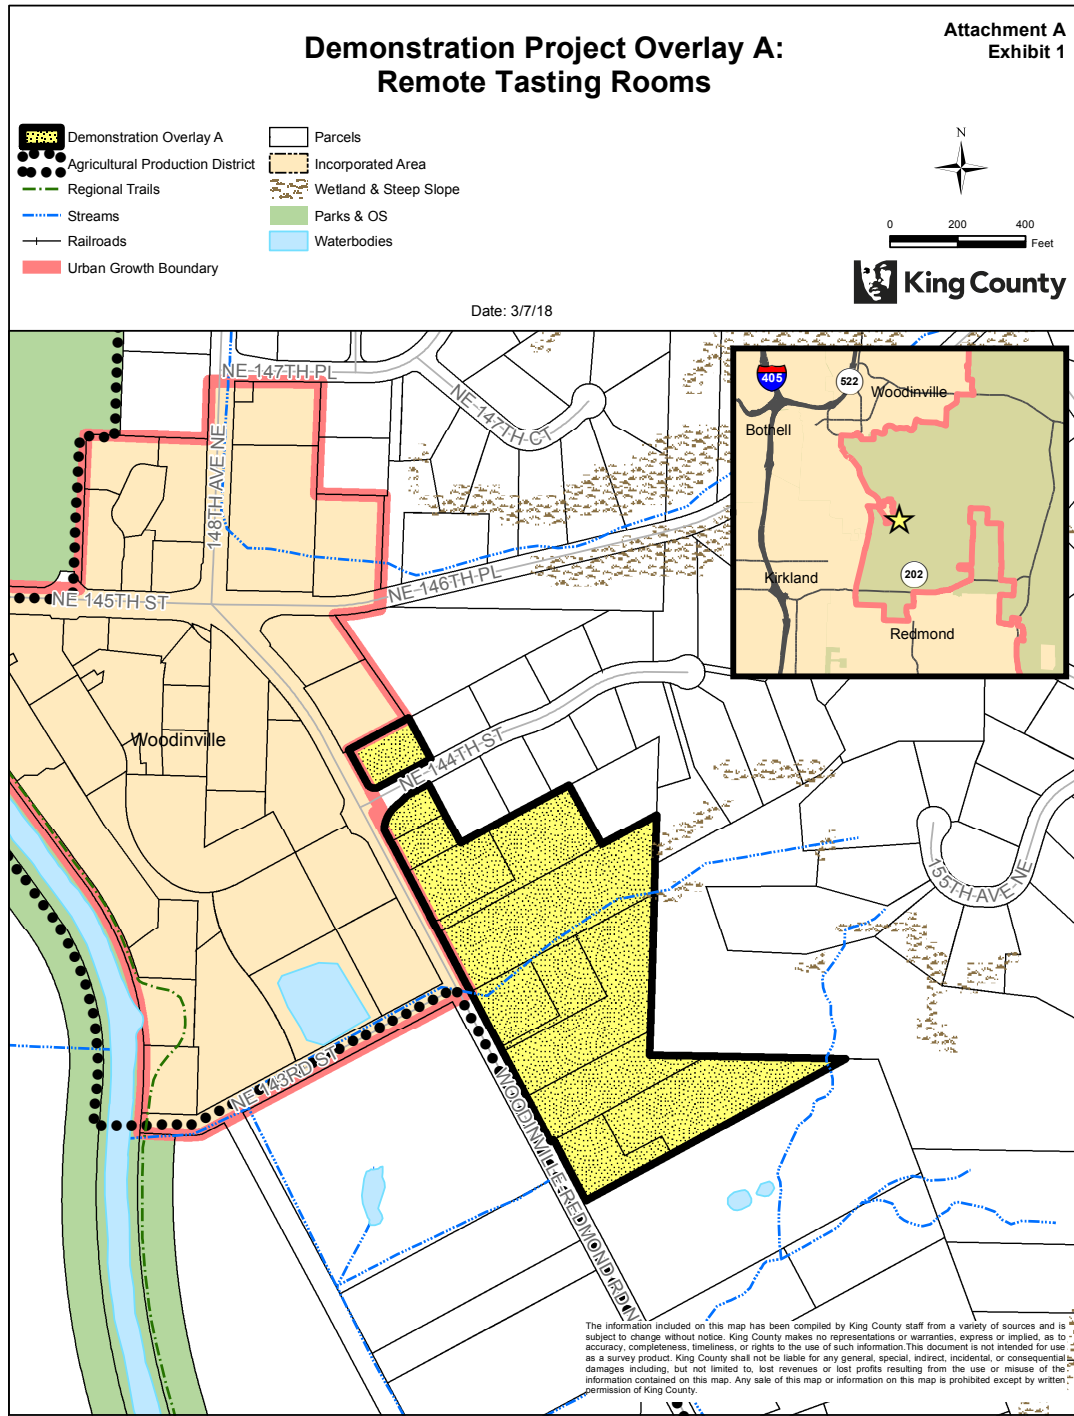 Attachment A
Exhibit 1
Demonstration Project Overlay A:
Remote Tasting Rooms
Demonstration Overlay A
Agricultural Production District
Regional Trails
Streams
Railroads
Urban Growth Boundary
Parcels
Incorporated Area
Wetland & Steep Slope
Parks & OS
Waterbodies
N
0 200 400
Feet
King County
Date: 3/7/18
NE 147TH PL
NE 147TH CT
148TH AVE NE
NE 146TH PL
NE 145TH ST
405
522
Woodinville
Bothell
Kirkland
202
Redmond
Woodinville
NE 144TH ST
155TH AVE NE
NE 143RD ST
WOODINVILLE-REDMOND RD N
The information included on this map has been compiled by King County staff from a variety of sources and is
subject to change without notice. King County makes no representations or warranties, express or implied, as to
accuracy, completeness, timeliness, or rights to the use of such information.This document is not intended for use
as a survey product. King County shall not be liable for any general, special, indirect, incidental, or consequential
damages including, but not limited to, lost revenues or lost profits resulting from the use or misuse of the
information contained on this map. Any sale of this map or information on this map is prohibited except by written
permission of King County.